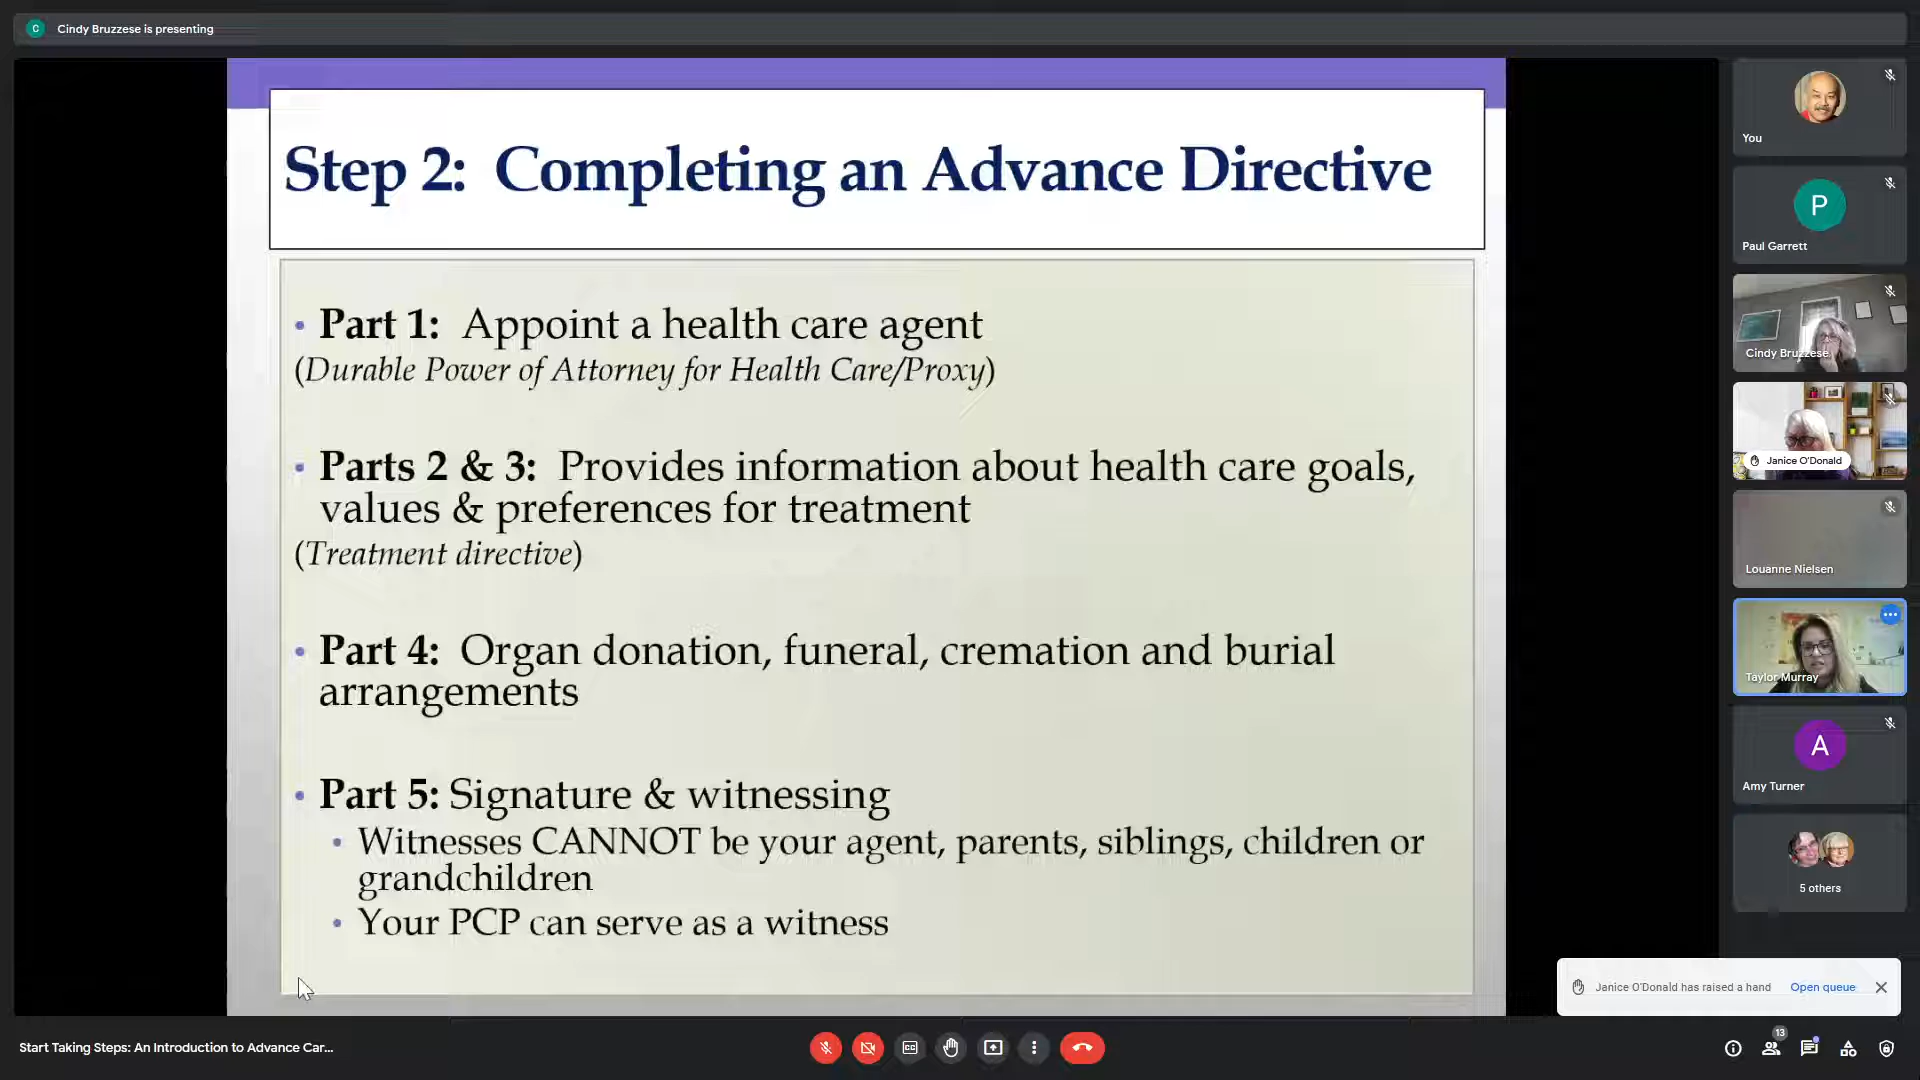 C Cindy Bruzzese is presenting
Step 2: Completing an Advance Directive
• Part 1: Appoint a health care agent
(Durable Power of Attorney for Health Care/Proxy)
• Parts 2 & 3: Provides information about health care goals,
values & preferences for treatment
(Treatment directive)
• Part 4: Organ donation, funeral, cremation and burial
arrangements
• Part 5: Signature & witnessing
• Witnesses CANNOT be your agent, parents, siblings, children or
grandchildren
• Your PCP can serve as a witness
You
P
Paul Garrett
Cindy Bruzzese
Janice O'Donald
Louanne Nielsen
Taylor Murray
A
Amy Turner
5 others
Janice O'Donald has raised a hand Open queue
Start Taking Steps: An Introduction to Advance Car...
CC
13